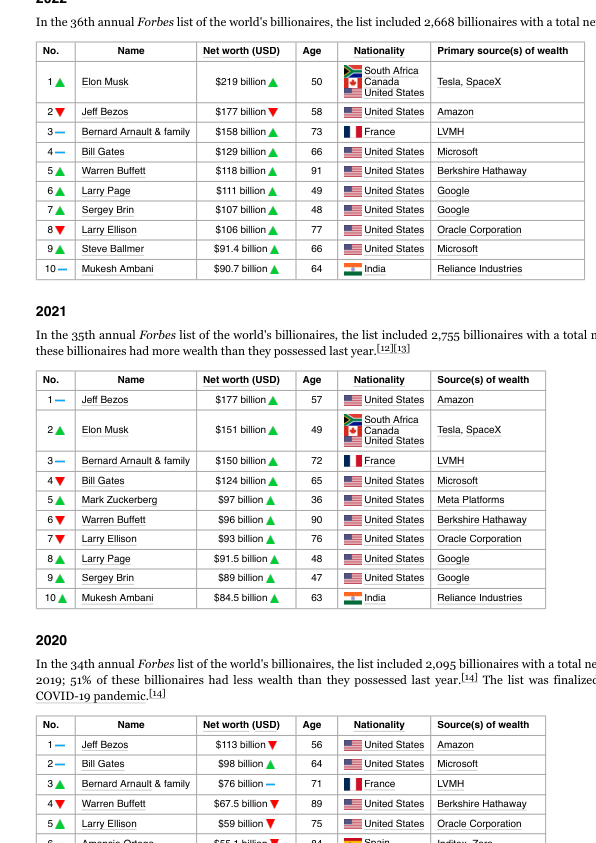 2022
In the 36th annual Forbes list of the world's billionaires, the list included 2,668 billionaires with a total ne
No. Name Net worth (USD) Age Nationality Primary source(s) of wealth
1 Elon Musk $219 billion 50 South Africa Canada United States Tesla, SpaceX
2 Jeff Bezos $177 billion 58 United States Amazon
3 Bernard Arnault & family $158 billion 73 France LVMH
4 Bill Gates $129 billion 66 United States Microsoft
5 Warren Buffett $118 billion 91 United States Berkshire Hathaway
6 Larry Page $111 billion 49 United States Google
7 Sergey Brin $107 billion 48 United States Google
8 Larry Ellison $106 billion 77 United States Oracle Corporation
9 Steve Ballmer $91.4 billion 66 United States Microsoft
10 Mukesh Ambani $90.7 billion 64 India Reliance Industries
2021
In the 35th annual Forbes list of the world's billionaires, the list included 2,755 billionaires with a total n
these billionaires had more wealth than they possessed last year.[12][13]
No. Name Net worth (USD) Age Nationality Source(s) of wealth
1 Jeff Bezos $177 billion 57 United States Amazon
2 Elon Musk $151 billion 49 South Africa Canada United States Tesla, SpaceX
3 Bernard Arnault & family $150 billion 72 France LVMH
4 Bill Gates $124 billion 65 United States Microsoft
5 Mark Zuckerberg $97 billion 36 United States Meta Platforms
6 Warren Buffett $96 billion 90 United States Berkshire Hathaway
7 Larry Ellison $93 billion 76 United States Oracle Corporation
8 Larry Page $91.5 billion 48 United States Google
9 Sergey Brin $89 billion 47 United States Google
10 Mukesh Ambani $84.5 billion 63 India Reliance Industries
2020
In the 34th annual Forbes list of the world's billionaires, the list included 2,095 billionaires with a total ne
2019; 51% of these billionaires had less wealth than they possessed last year.[14] The list was finalized
COVID-19 pandemic.[14]
No. Name Net worth (USD) Age Nationality Source(s) of wealth
1 Jeff Bezos $113 billion 56 United States Amazon
2 Bill Gates $98 billion 64 United States Microsoft
3 Bernard Arnault & family $76 billion 71 France LVMH
4 Warren Buffett $67.5 billion 89 United States Berkshire Hathaway
5 Larry Ellison $59 billion 75 United States Oracle Corporation